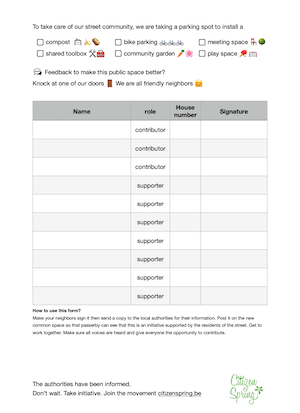 To take care of our street community, we are taking a parking spot to install a
compost bike parking meeting space
shared toolbox community garden play space
Feedback to make this public space better?
Knock at one of our doors We are all friendly neighbors
Name role House number Signature
contributor
contributor
contributor
supporter
supporter
supporter
supporter
supporter
supporter
supporter
How to use this form?
Make your neighbors sign it then send a copy to the local authorities for their information. Post it on the new
common space so that passerby can see that this is an initiative supported by the residents of the street. Get to
work together. Make sure all voices are heard and give everyone the opportunity to contribute.
The authorities have been informed.
Don't wait. Take initiative. Join the movement citizenspring.be
Citizen
Spring